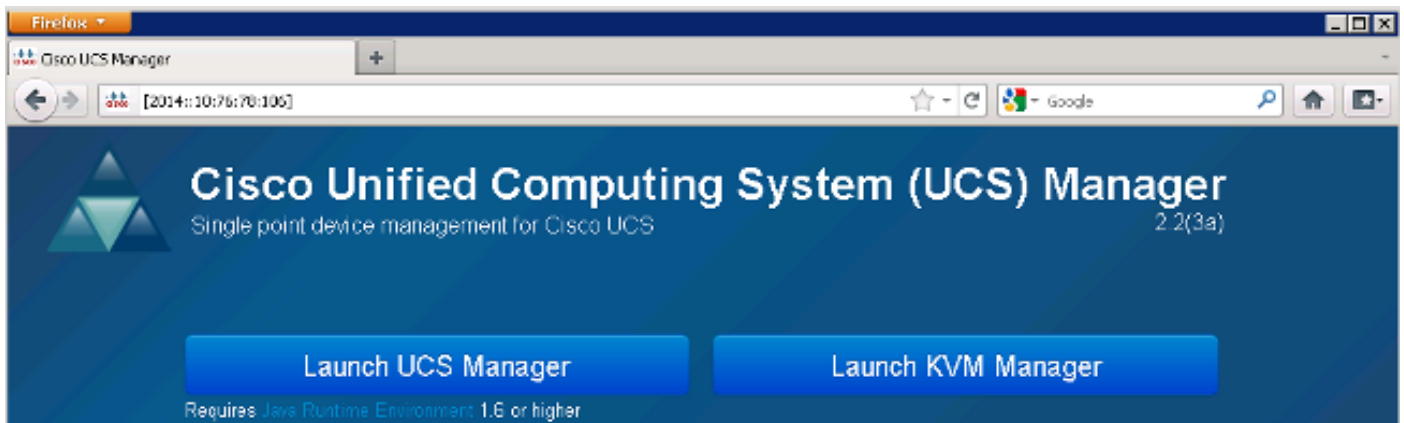 Firefox
Cisco UCS Manager
[2014::10:76:78:106]
Google
Cisco Unified Computing System (UCS) Manager
Single point device management for Cisco UCS
2.2(3a)
Launch UCS Manager
Launch KVM Manager
Requires Java Runtime Environment 1.6 or higher